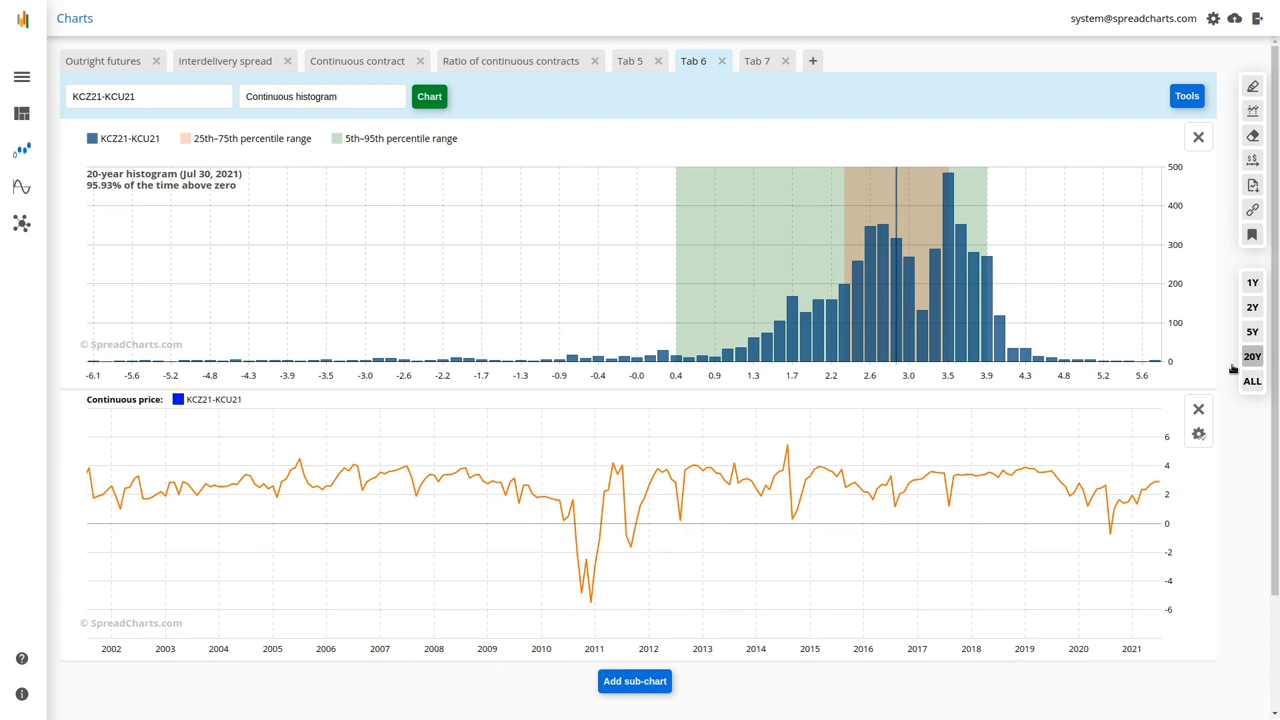 Charts
system@spreadcharts.com
Outright futures
Interdelivery spread
Continuous contract
Ratio of continuous contracts
Tab 5
Tab 6
Tab 7
KCZ21-KCU21
Continuous histogram
Chart
Tools
KCZ21-KCU21 25th–75th percentile range 5th–95th percentile range
20-year histogram (Jul 30, 2021)
95.93% of the time above zero
500
400
300
200
100
0
© SpreadCharts.com
-6.1 -5.6 -5.2 -4.8 -4.3 -3.9 -3.5 -3.0 -2.6 -2.2 -1.7 -1.3 -0.9 -0.4 -0.0 0.4 0.9 1.3 1.7 2.2 2.6 3.0 3.5 3.9 4.3 4.8 5.2 5.6
1Y
2Y
5Y
20Y
ALL
Continuous price: KCZ21-KCU21
6
4
2
0
-2
-4
-6
© SpreadCharts.com
2002 2003 2004 2005 2006 2007 2008 2009 2010 2011 2012 2013 2014 2015 2016 2017 2018 2019 2020 2021
Add sub-chart